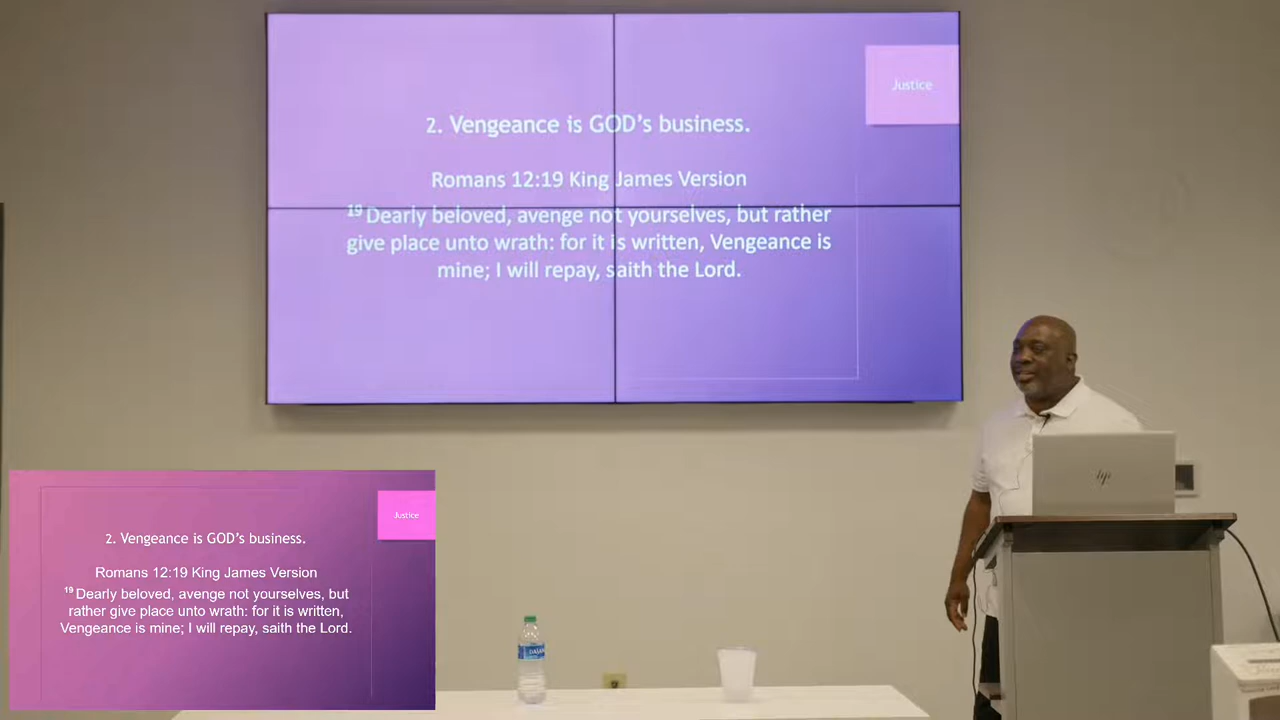 Justice
2. Vengeance is GOD's business.
Romans 12:19 King James Version
19 Dearly beloved, avenge not yourselves, but rather
give place unto wrath: for it is written, Vengeance is
mine; I will repay, saith the Lord.
hp
Justice
2. Vengeance is GOD's business.
Romans 12:19 King James Version
19 Dearly beloved, avenge not yourselves, but
rather give place unto wrath: for it is written,
Vengeance is mine; I will repay, saith the Lord.